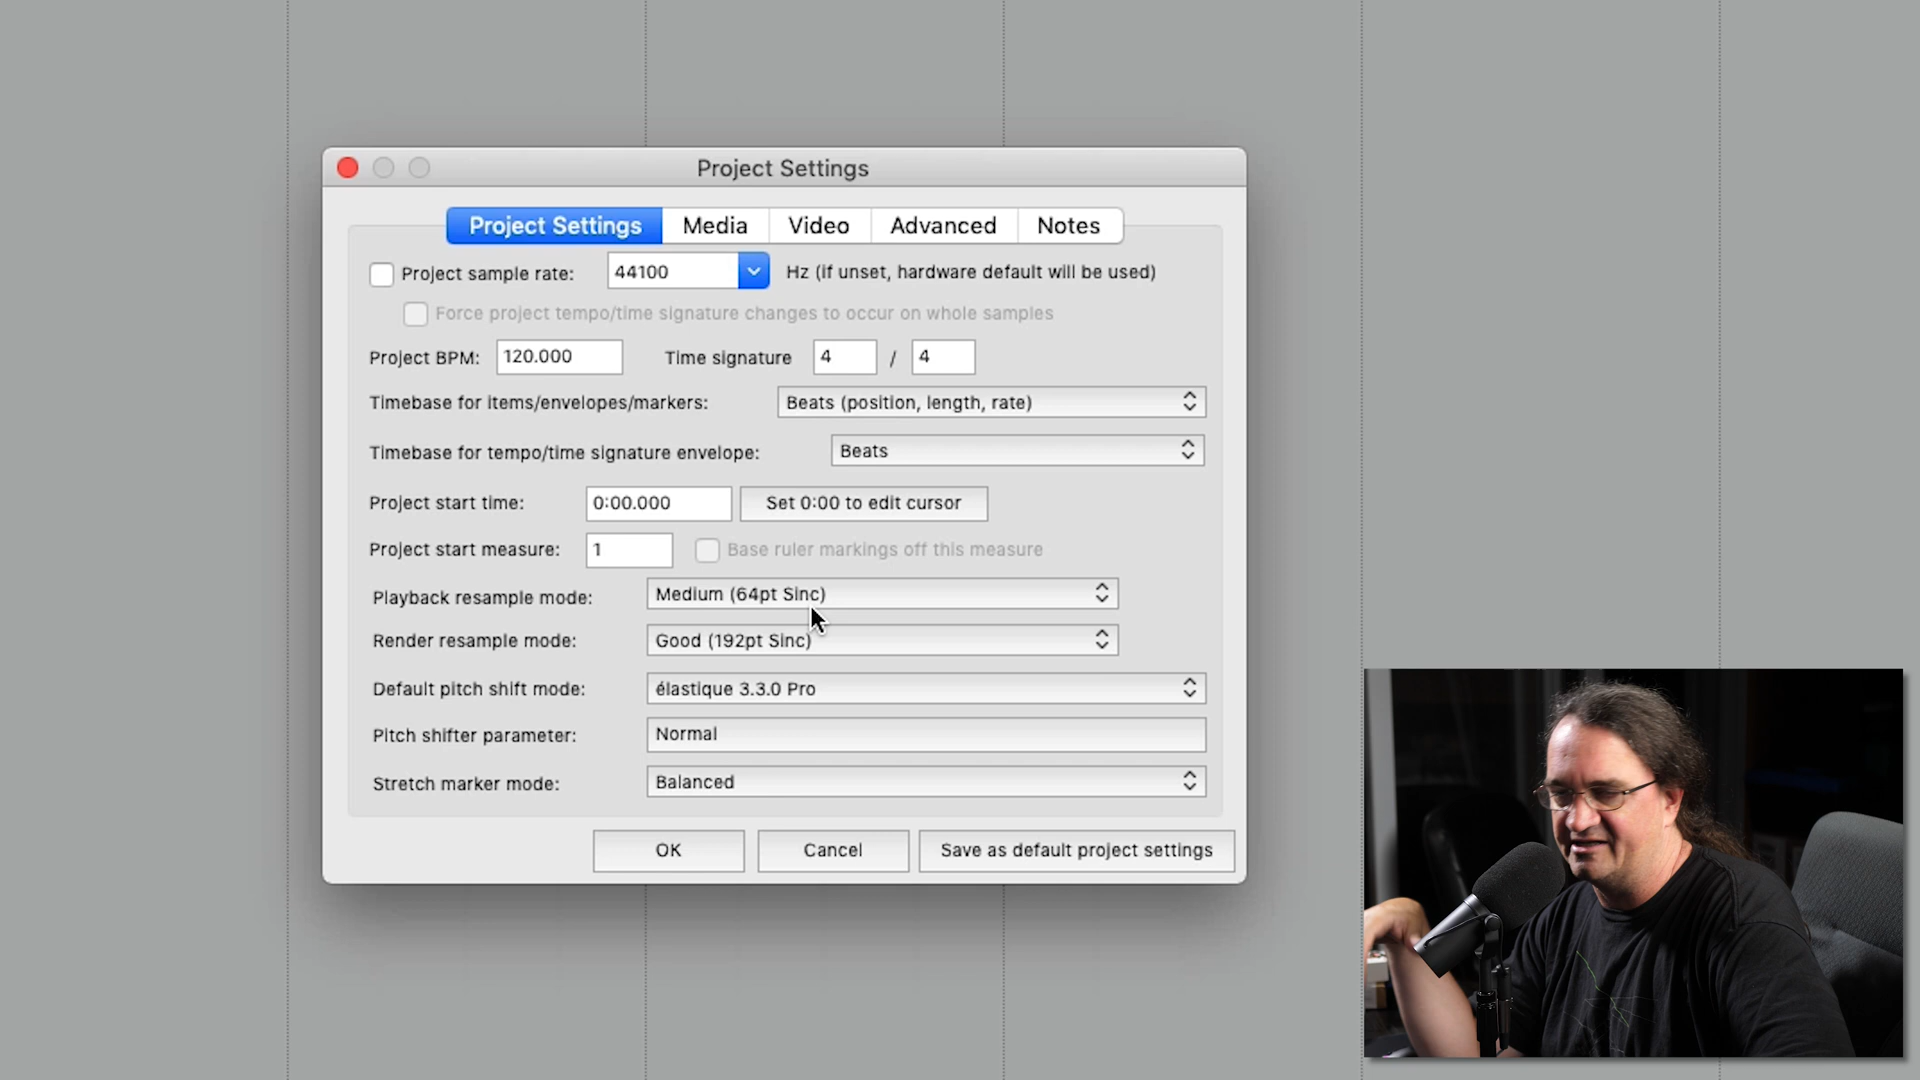 Project Settings
Project Settings Media Video Advanced Notes
Project sample rate: 44100 Hz (if unset, hardware default will be used)
Force project tempo/time signature changes to occur on whole samples
Project BPM: 120.000 Time signature 4 / 4
Timebase for items/envelopes/markers: Beats (position, length, rate)
Timebase for tempo/time signature envelope: Beats
Project start time: 0:00.000 Set 0:00 to edit cursor
Project start measure: 1 Base ruler markings off this measure
Playback resample mode: Medium (64pt Sinc)
Render resample mode: Good (192pt Sinc)
Default pitch shift mode: élastique 3.3.0 Pro
Pitch shifter parameter: Normal
Stretch marker mode: Balanced
OK Cancel Save as default project settings